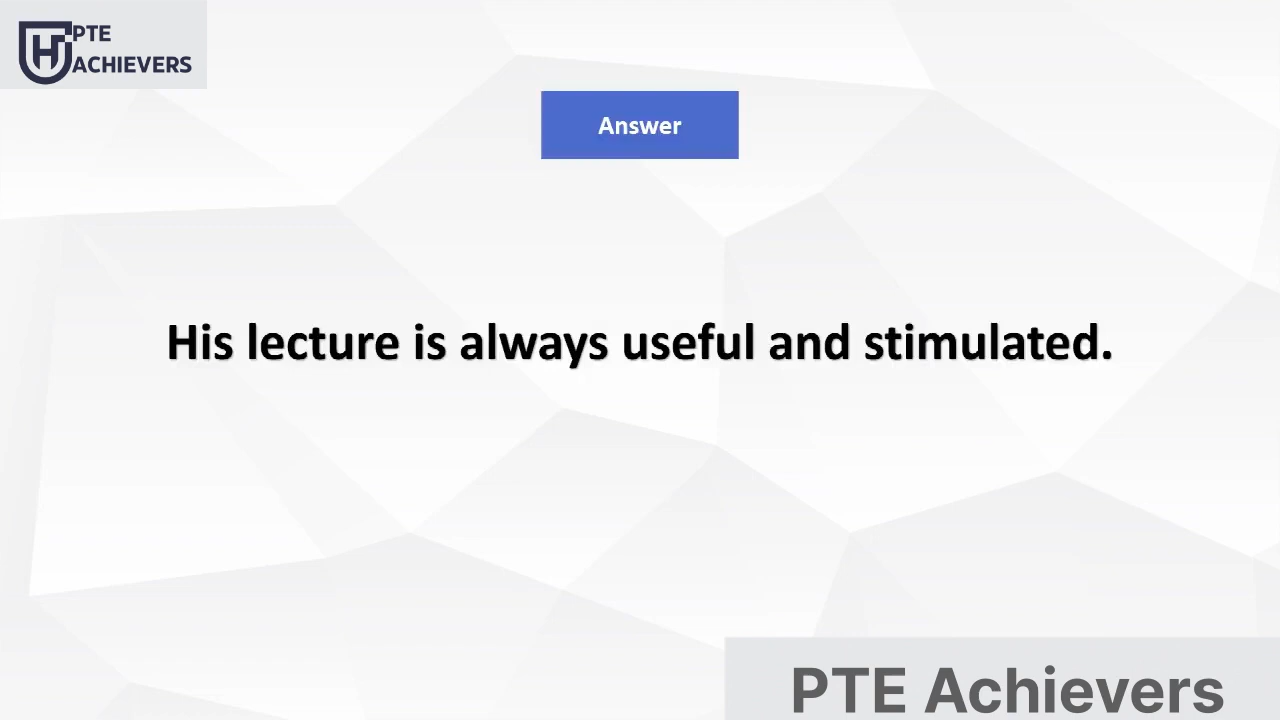 PTE
ACHIEVERS
Answer
His lecture is always useful and stimulated.
PTE Achievers